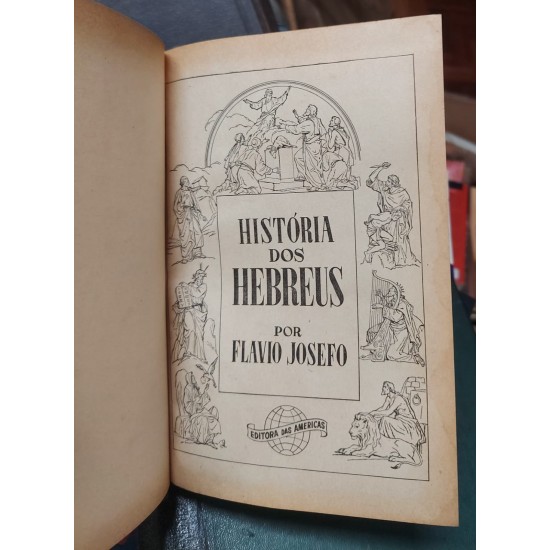 HISTÓRIA
DOS
HEBREUS
POR
FLAVIO JOSEFO
EDITORA DAS AMERICAS